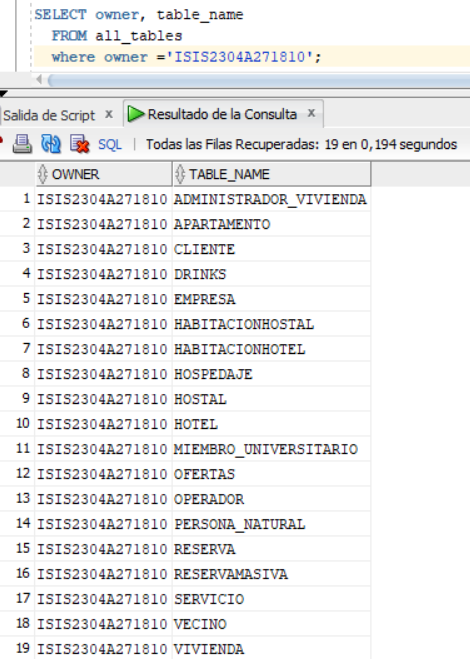 SELECT owner, table_name
FROM all_tables
where owner ='ISIS2304A271810';
Salida de Script x Resultado de la Consulta x
SQL | Todas las Filas Recuperadas: 19 en 0,194 segundos
OWNER TABLE_NAME
1 ISIS2304A271810 ADMINISTRADOR_VIVIENDA
2 ISIS2304A271810 APARTAMENTO
3 ISIS2304A271810 CLIENTE
4 ISIS2304A271810 DRINKS
5 ISIS2304A271810 EMPRESA
6 ISIS2304A271810 HABITACIONHOSTAL
7 ISIS2304A271810 HABITACIONHOTEL
8 ISIS2304A271810 HOSPEDAJE
9 ISIS2304A271810 HOSTAL
10 ISIS2304A271810 HOTEL
11 ISIS2304A271810 MIEMBRO_UNIVERSITARIO
12 ISIS2304A271810 OFERTAS
13 ISIS2304A271810 OPERADOR
14 ISIS2304A271810 PERSONA_NATURAL
15 ISIS2304A271810 RESERVA
16 ISIS2304A271810 RESERVAMASIVA
17 ISIS2304A271810 SERVICIO
18 ISIS2304A271810 VECINO
19 ISIS2304A271810 VIVIENDA